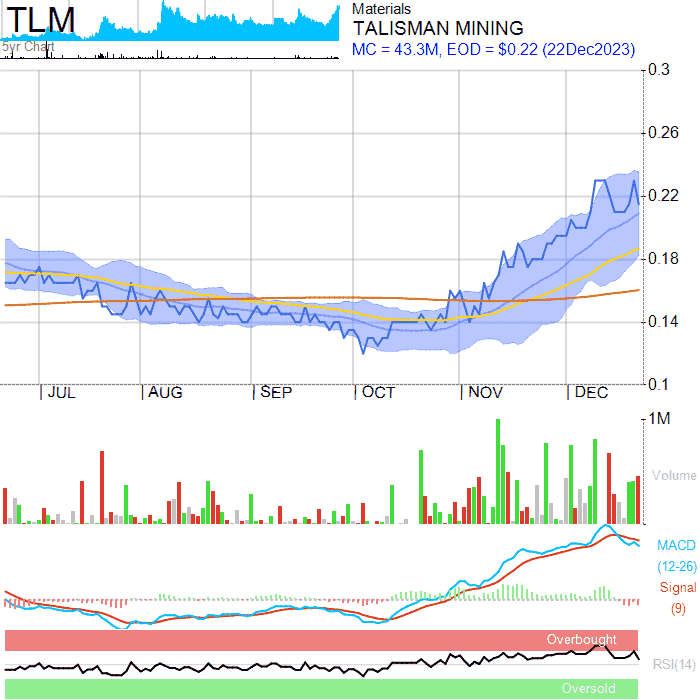 TLM
5yr Chart
Materials
TALISMAN MINING
MC = 43.3M, EOD = $0.22 (22Dec2023)
0.3
0.26
0.22
0.18
0.14
0.1
JUL AUG SEP OCT NOV DEC
1M
Volume
MACD
(12-26)
Signal
(9)
Overbought
RSI(14)
Oversold